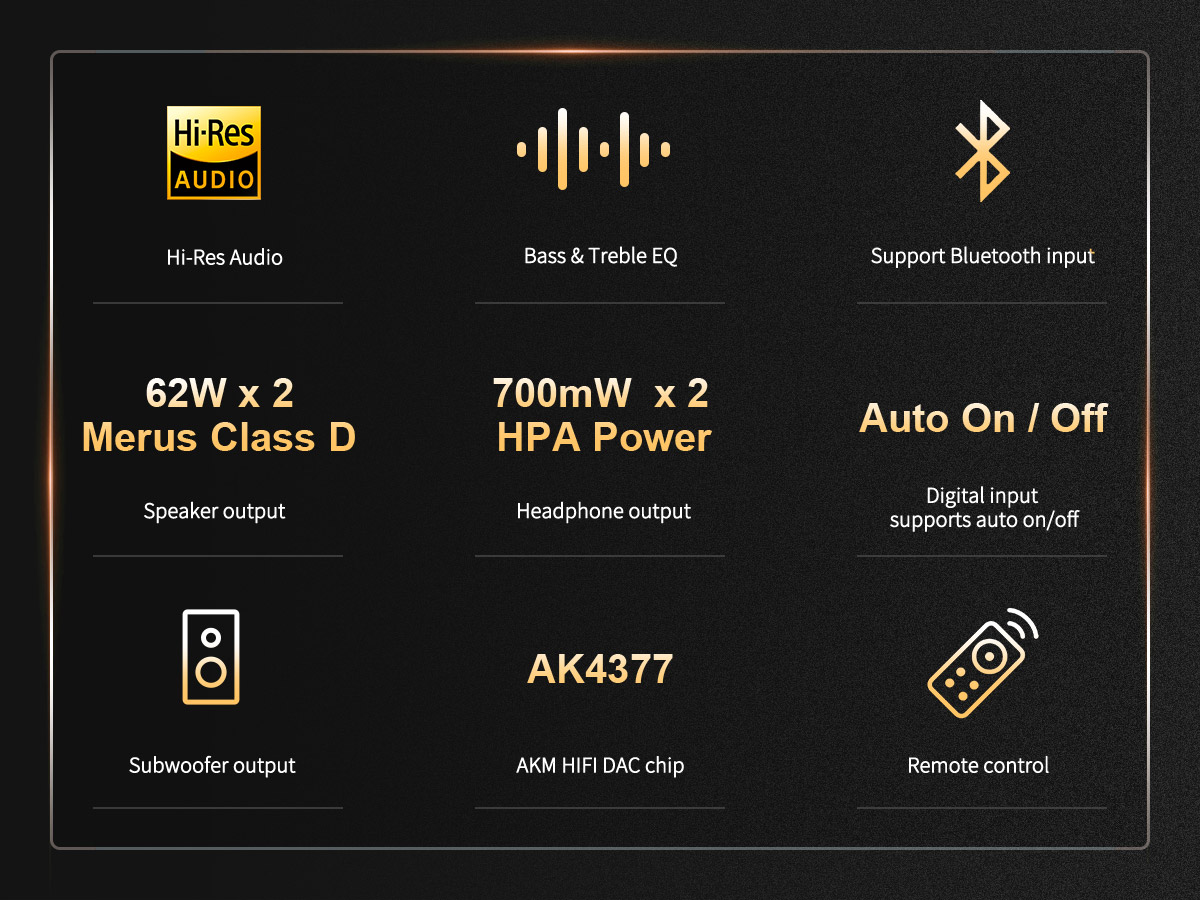 Hi-Res
AUDIO
Hi-Res Audio
Bass & Treble EQ
Support Bluetooth input
62W x 2
Merus Class D
Speaker output
700mW x 2
HPA Power
Headphone output
Auto On / Off
Digital input
supports auto on/off
Subwoofer output
AK4377
AKM HIFI DAC chip
Remote control